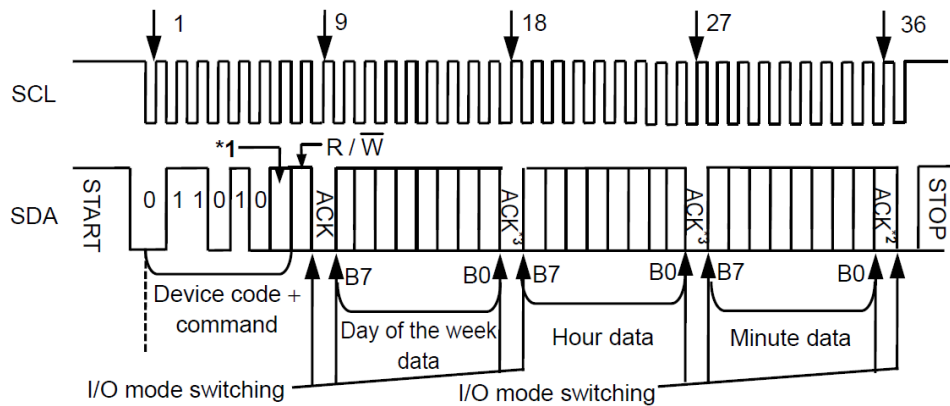 1 9 18 27 36
SCL
*1 R / W
SDA START 0 1 1 0 1 0 ACK ACK*3 ACK*3 ACK*2 STOP
B7 B0 B7 B0 B7 B0
Device code +
command
Day of the week
data
Hour data
Minute data
I/O mode switching
I/O mode switching